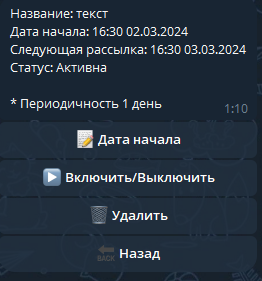 Название: текст
Дата начала: 16:30 02.03.2024
Следующая рассылка: 16:30 03.03.2024
Статус: Активна
* Периодичность 1 день
1:10
📝 Дата начала
▶️ Включить/Выключить
🗑️ Удалить
🔙 Назад